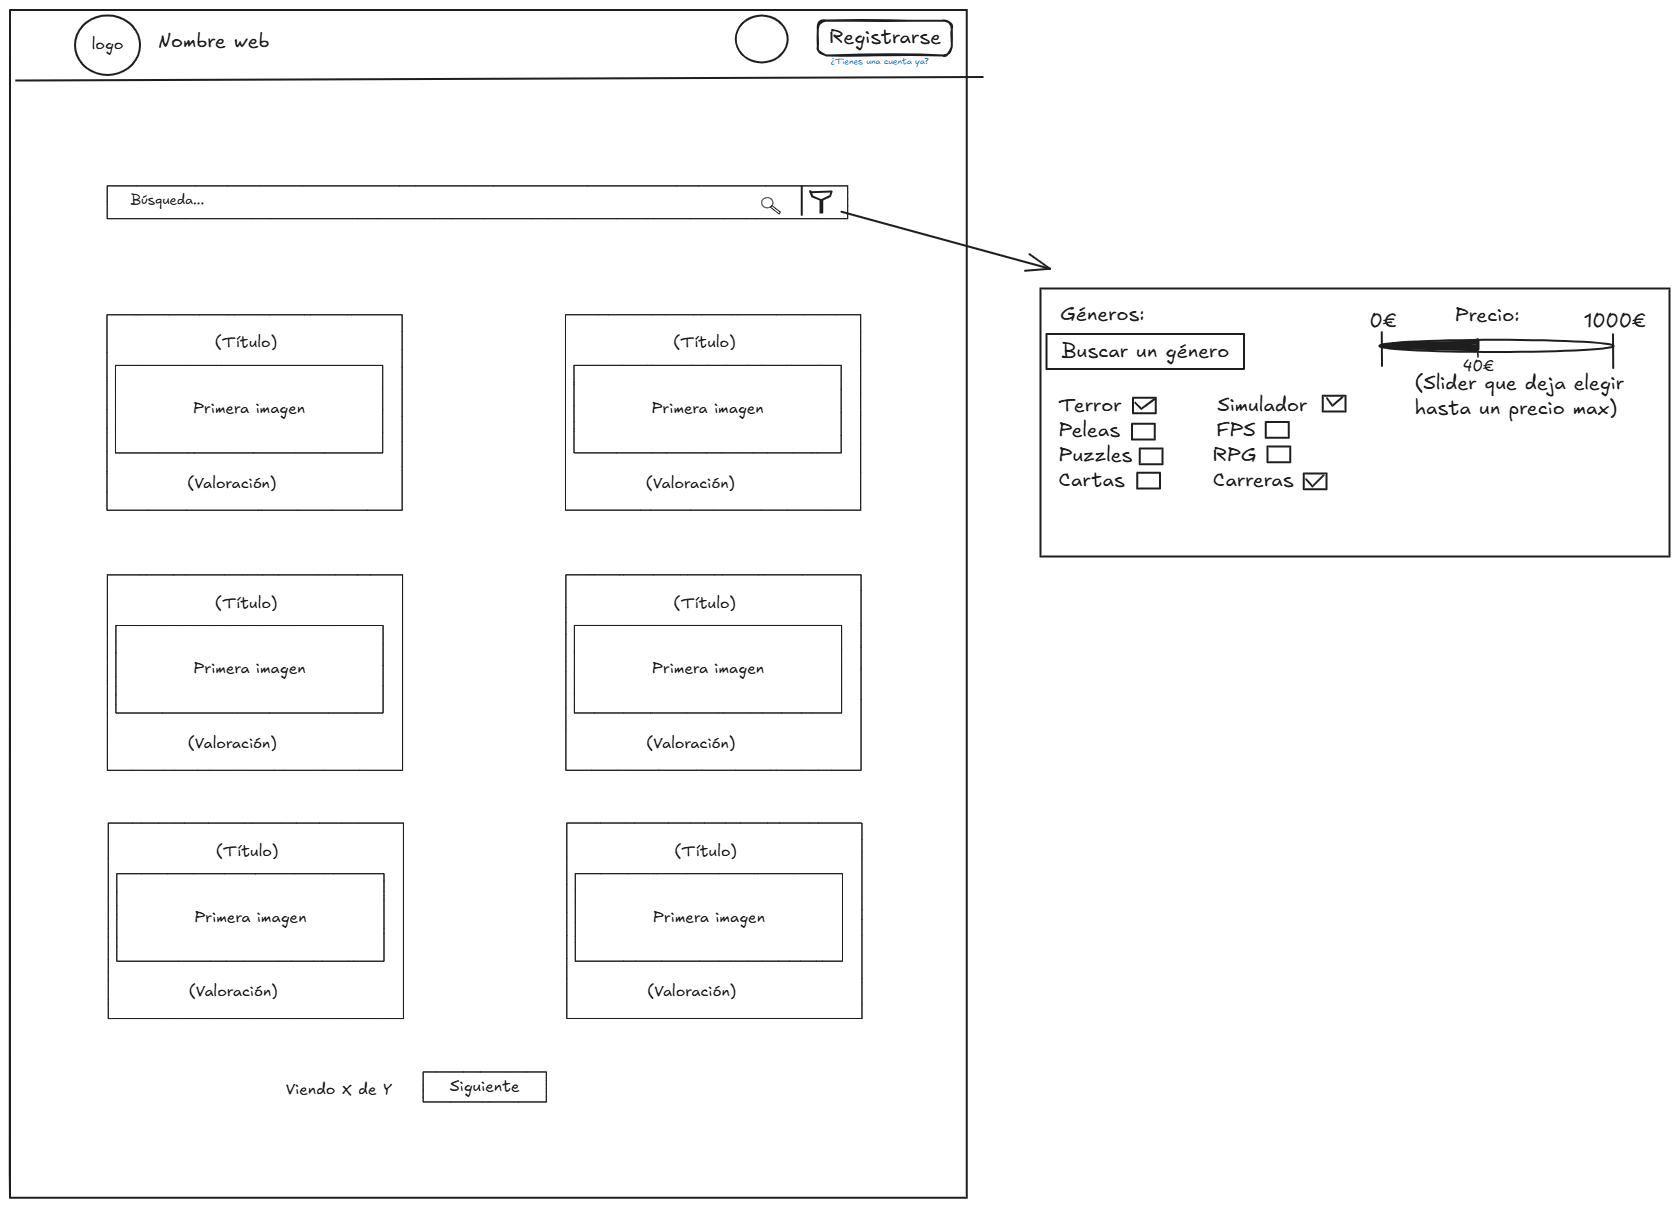 logo
Nombre web
Registrarse
¿Tienes una cuenta ya?
Búsqueda...
(Título)
Primera imagen
(Valoración)
(Título)
Primera imagen
(Valoración)
(Título)
Primera imagen
(Valoración)
(Título)
Primera imagen
(Valoración)
(Título)
Primera imagen
(Valoración)
(Título)
Primera imagen
(Valoración)
Viendo X de Y
Siguiente
Géneros:
Buscar un género
Terror
Peleas
Puzzles
Cartas
Simulador
FPS
RPG
Carreras
Precio:
0€
1000€
40€
(Slider que deja elegir
hasta un precio max)